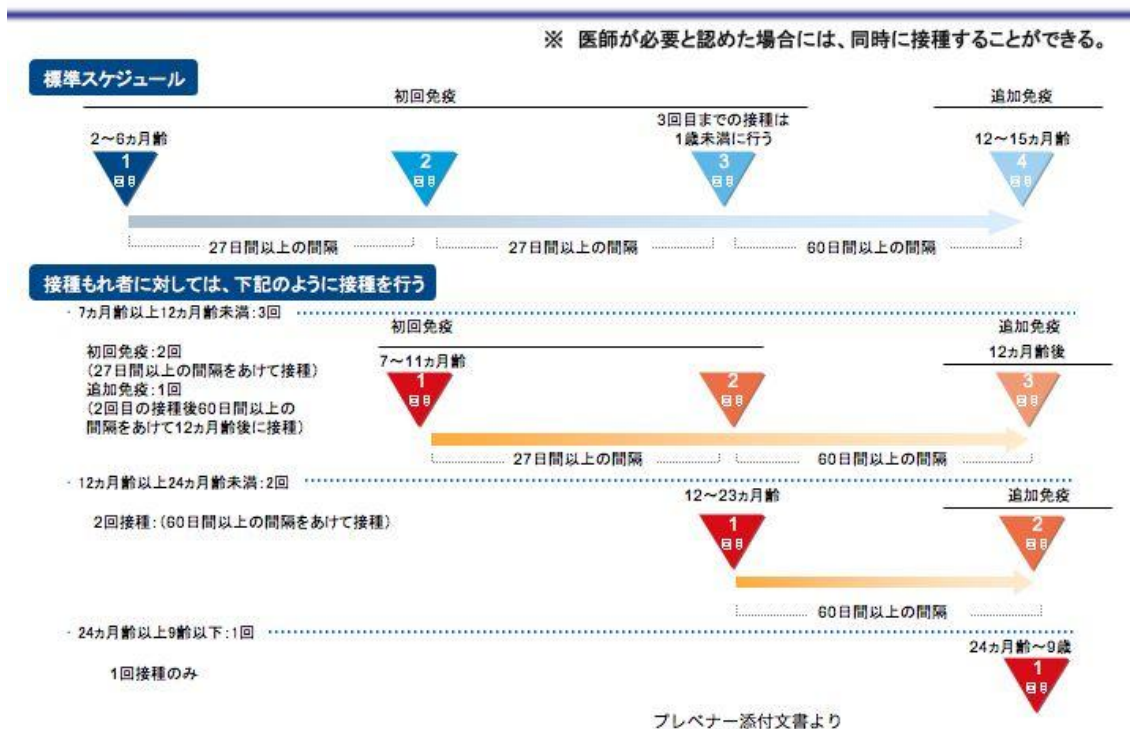 ※ 医師が必要と認めた場合には、同時に接種することができる。
標準スケジュール
初回免疫
追加免疫
2～6ヵ月齢
3回目までの接種は
1歳未満に行う
12～15ヵ月齢
1
回目
2
回目
3
回目
4
回目
27日間以上の間隔
27日間以上の間隔
60日間以上の間隔
接種もれ者に対しては、下記のように接種を行う
・ 7ヵ月齢以上12ヵ月齢未満：3回
初回免疫
追加免疫
初回免疫：2回
(27日間以上の間隔をあけて接種)
追加免疫：1回
(2回目の接種後60日間以上の
間隔をあけて12ヵ月齢後に接種)
7～11ヵ月齢
12ヵ月齢後
1
回目
2
回目
3
回目
27日間以上の間隔
60日間以上の間隔
・ 12ヵ月齢以上24ヵ月齢未満：2回
12～23ヵ月齢
追加免疫
2回接種：(60日間以上の間隔をあけて接種)
1
回目
2
回目
60日間以上の間隔
・ 24ヵ月齢以上9齢以下：1回
24ヵ月齢～9歳
1回接種のみ
1
回目
プレベナー添付文書より